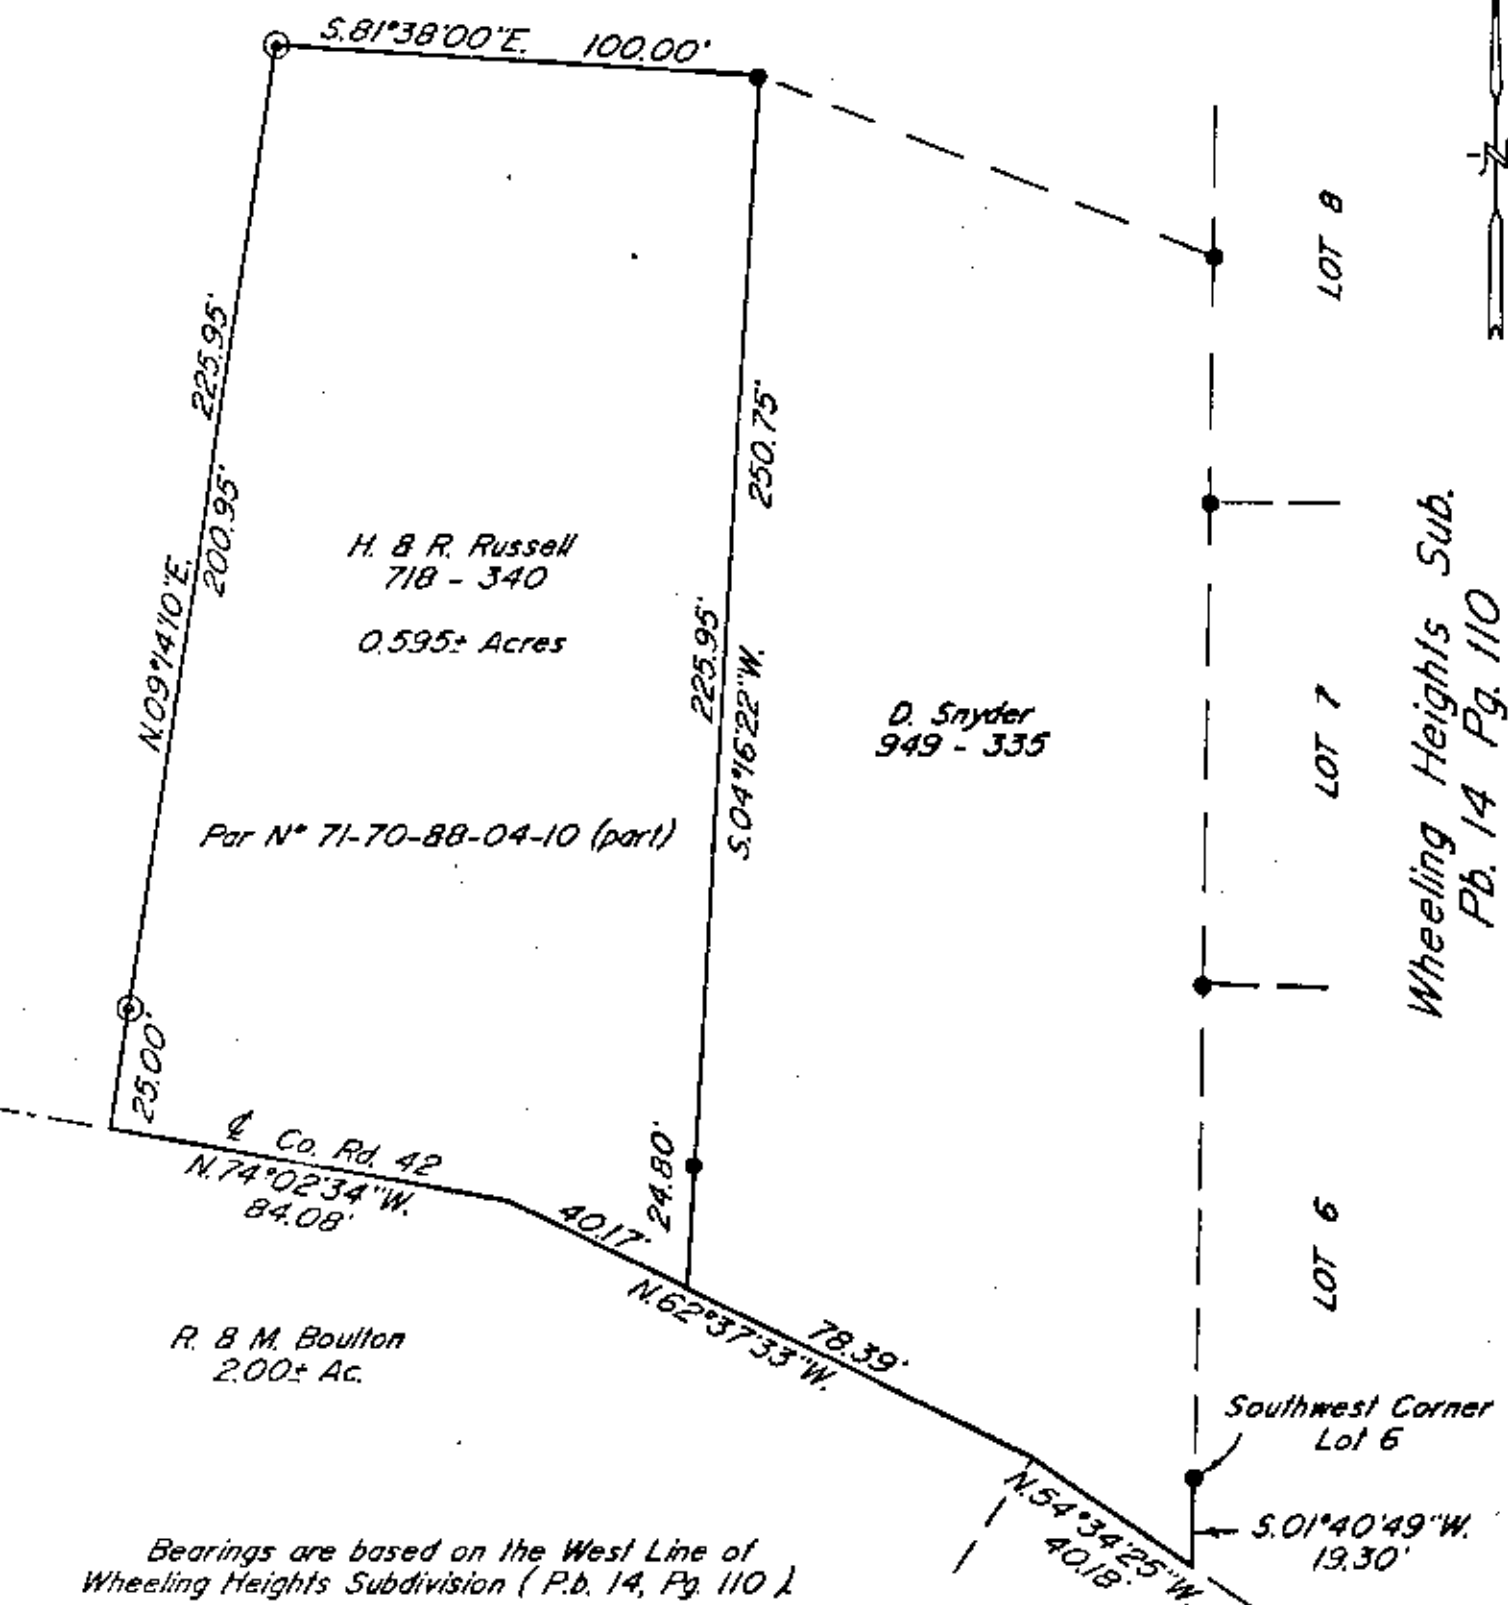 S.81°38'00"E. 100.00'
225.95'
200.95'
N.09°14'10"E.
25.00'
H. & R. Russell
718 - 340
0.595± Acres
Par Nº 71-70-88-04-10 (part)
250.75'
225.95'
S.04°16'22"W.
24.80'
D. Snyder
949 - 335
LOT 8
LOT 7
LOT 6
Wheeling Heights Sub.
Pb. 14 Pg. 110
℄ Co. Rd. 42
N.74°02'34"W.
84.08'
40.17'
N.62°37'33"W.
78.39'
R. & M. Boulton
2.00± Ac.
Southwest Corner
Lot 6
S.01°40'49"W.
19.30'
N.54°34'25"W.
40.18'
Bearings are based on the West Line of
Wheeling Heights Subdivision ( P.b. 14, Pg. 110 ).